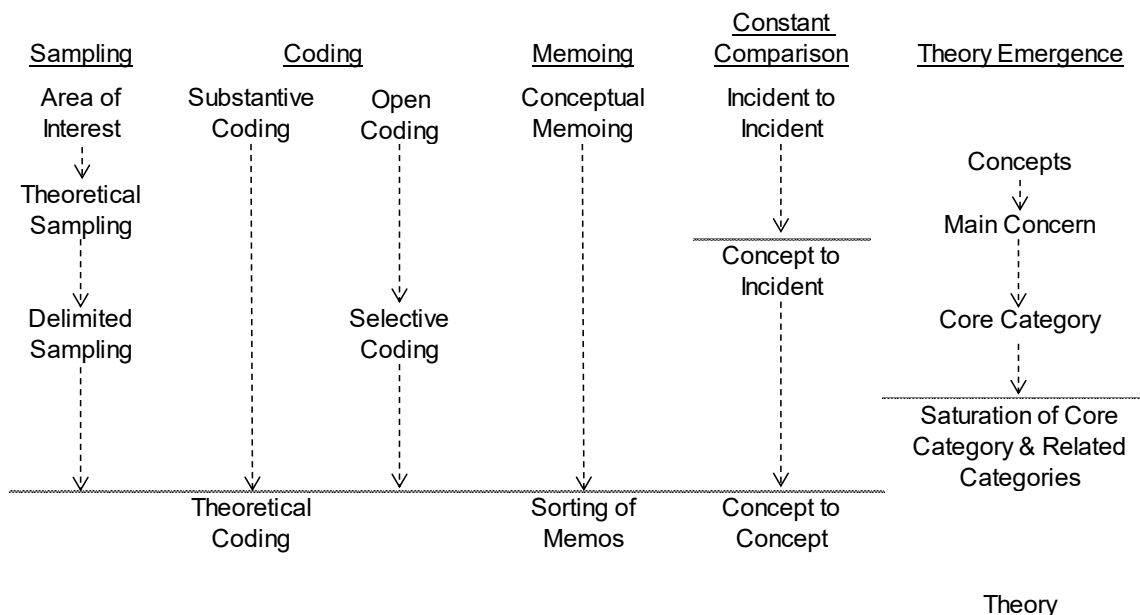 Sampling
Coding
Memoing
Constant
Comparison
Theory Emergence
Area of
Interest
Substantive
Coding
Open
Coding
Conceptual
Memoing
Incident to
Incident
Concepts
Theoretical
Sampling
Main Concern
Concept to
Incident
Delimited
Sampling
Selective
Coding
Core Category
Saturation of Core
Category & Related
Categories
Theoretical
Coding
Sorting of
Memos
Concept to
Concept
Theory